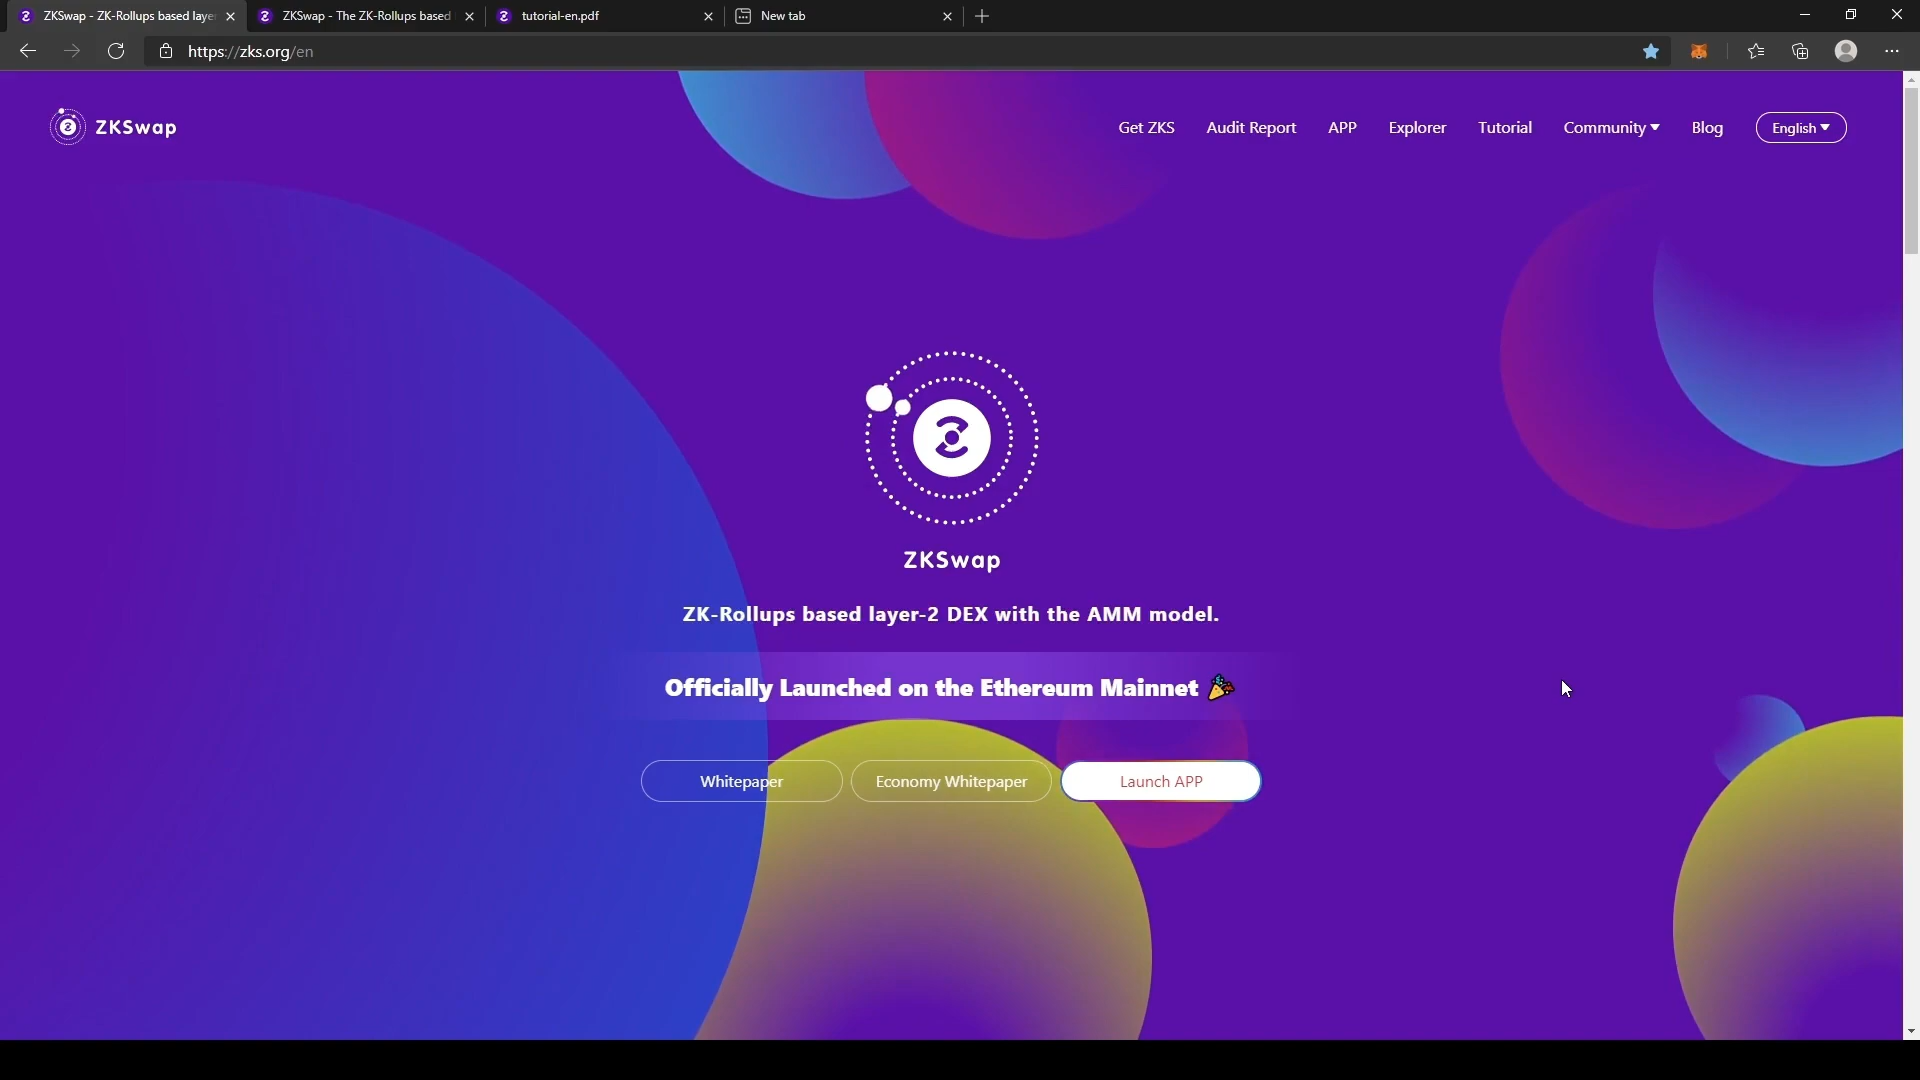 ZKSwap - ZK-Rollups based laye
ZKSwap - The ZK-Rollups based
tutorial-en.pdf
New tab
https://zks.org/en
ZKSwap
Get ZKS
Audit Report
APP
Explorer
Tutorial
Community
Blog
English
ZKSwap
ZK-Rollups based layer-2 DEX with the AMM model.
Officially Launched on the Ethereum Mainnet 🎉
Whitepaper
Economy Whitepaper
Launch APP